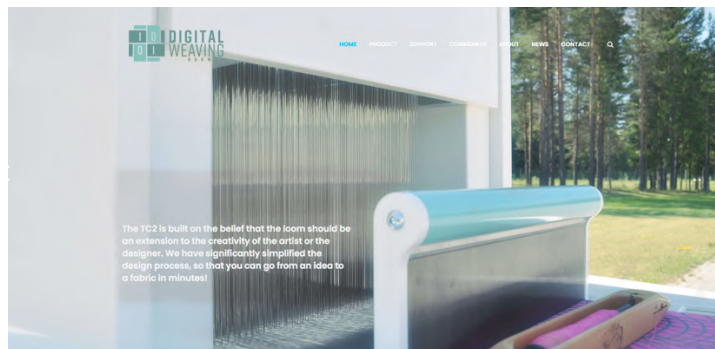 DIGITAL
WEAVING
HOME PRODUCT SUPPORT COMMUNITY ABOUT NEWS CONTACT
The TC2 is built on the belief that the loom should be
an extension to the creativity of the artist or the
designer. We have significantly simplified the
design process, so that you can go from an idea to
a fabric in minutes!